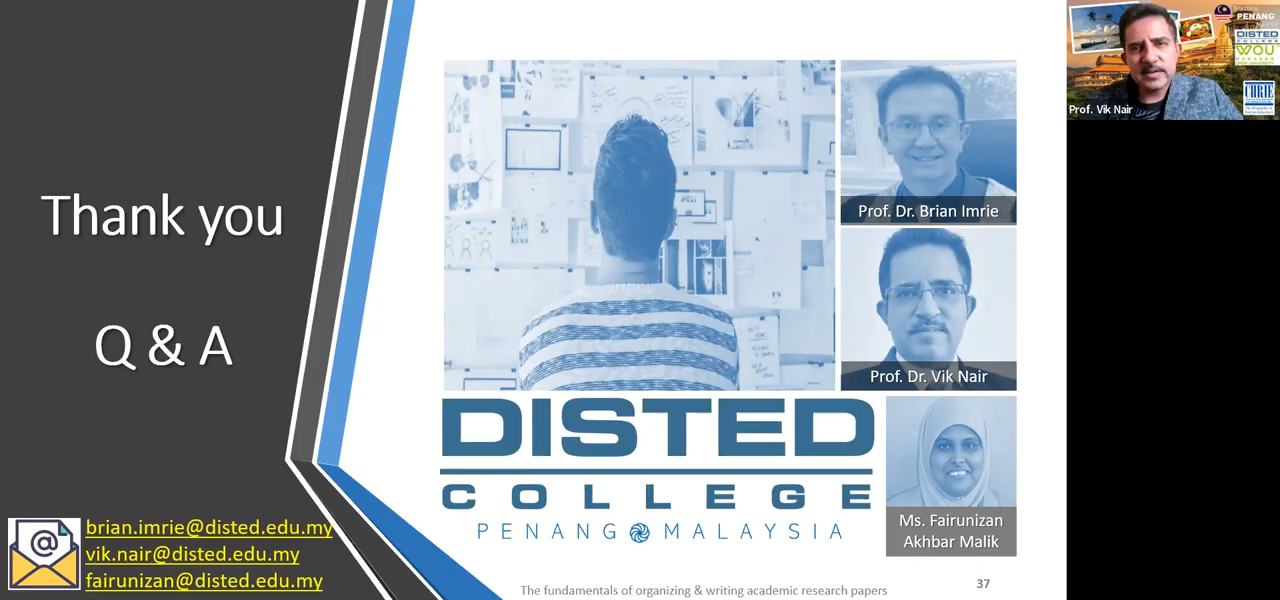 Thank you
Q & A
brian.imrie@disted.edu.my
vik.nair@disted.edu.my
fairunizan@disted.edu.my
Prof. Dr. Brian Imrie
Prof. Dr. Vik Nair
Ms. Fairunizan
Akhbar Malik
DISTED
COLLEGE
PENANG MALAYSIA
The fundamentals of organizing & writing academic research papers
37
PENANG
DISTED
COLLEGE
WOU
CHRIE
Prof. Vik Nair